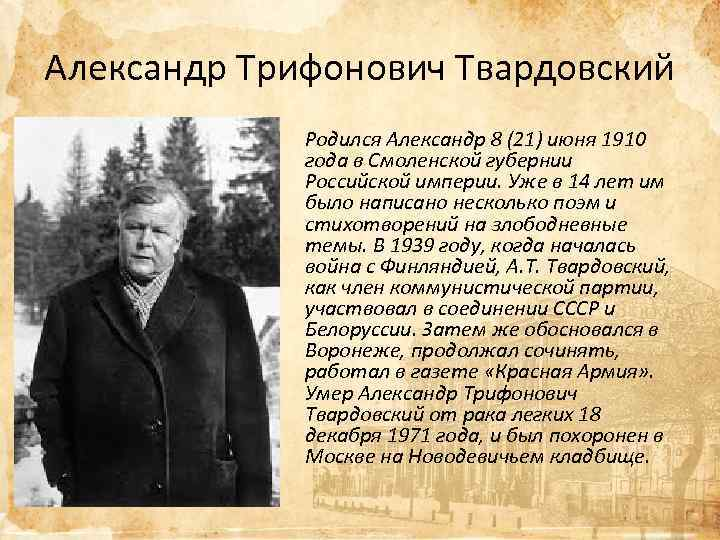 Александр Трифонович Твардовский
Родился Александр 8 (21) июня 1910
года в Смоленской губернии
Российской империи. Уже в 14 лет им
было написано несколько поэм и
стихотворений на злободневные
темы. В 1939 году, когда началась
война с Финляндией, А. Т. Твардовский,
как член коммунистической партии,
участвовал в соединении СССР и
Белоруссии. Затем же обосновался в
Воронеже, продолжал сочинять,
работал в газете «Красная Армия» .
Умер Александр Трифонович
Твардовский от рака легких 18
декабря 1971 года, и был похоронен в
Москве на Новодевичьем кладбище.